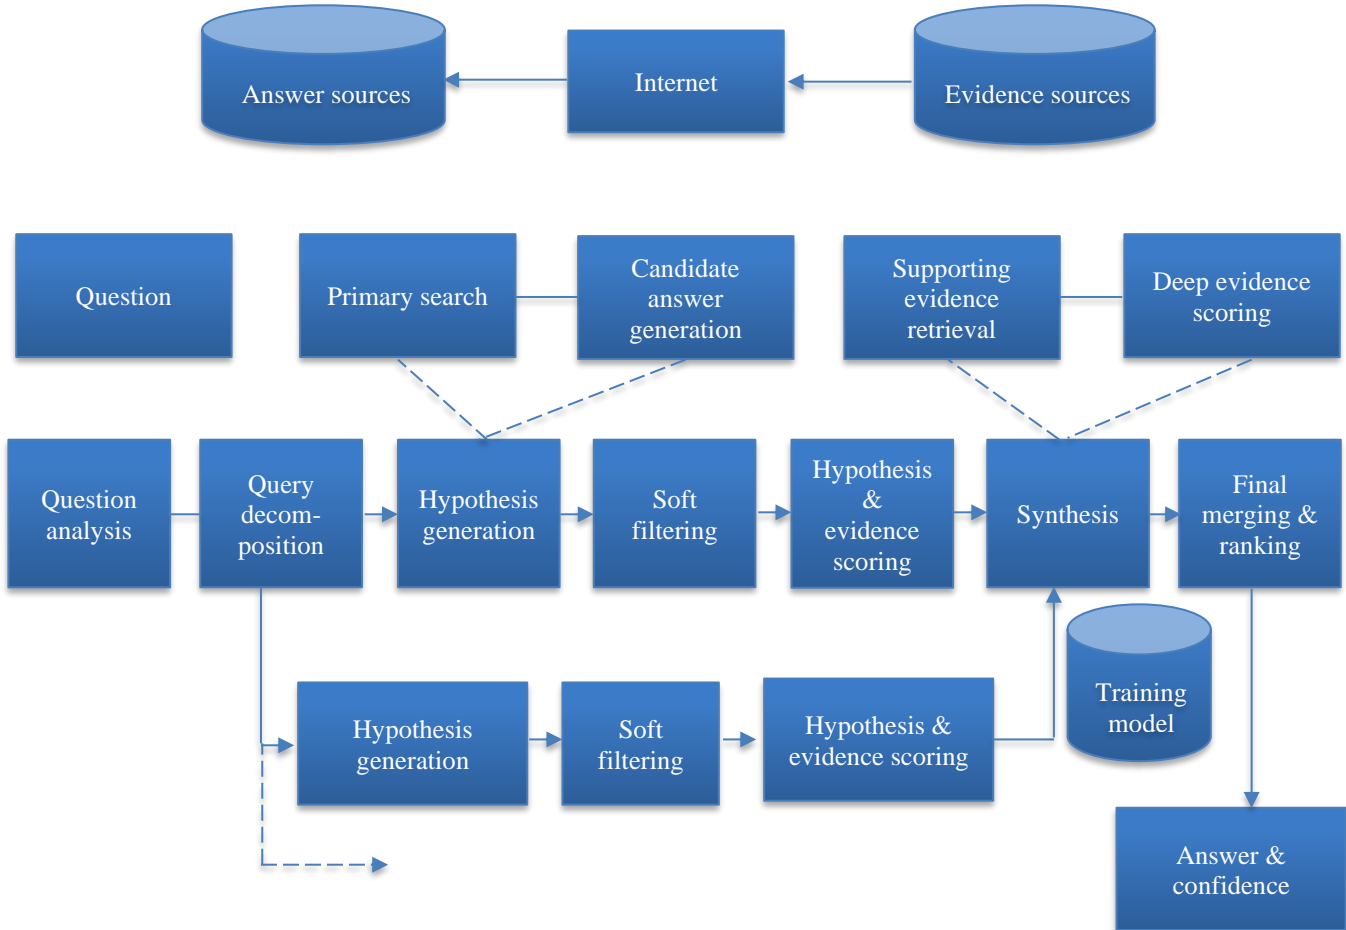 Answer sources
Internet
Evidence sources
Question
Primary search
Candidate
answer
generation
Supporting
evidence
retrieval
Deep evidence
scoring
Question
analysis
Query
decom-
position
Hypothesis
generation
Soft
filtering
Hypothesis
&
evidence
scoring
Synthesis
Final
merging &
ranking
Hypothesis
generation
Soft
filtering
Hypothesis &
evidence scoring
Training
model
Answer &
confidence